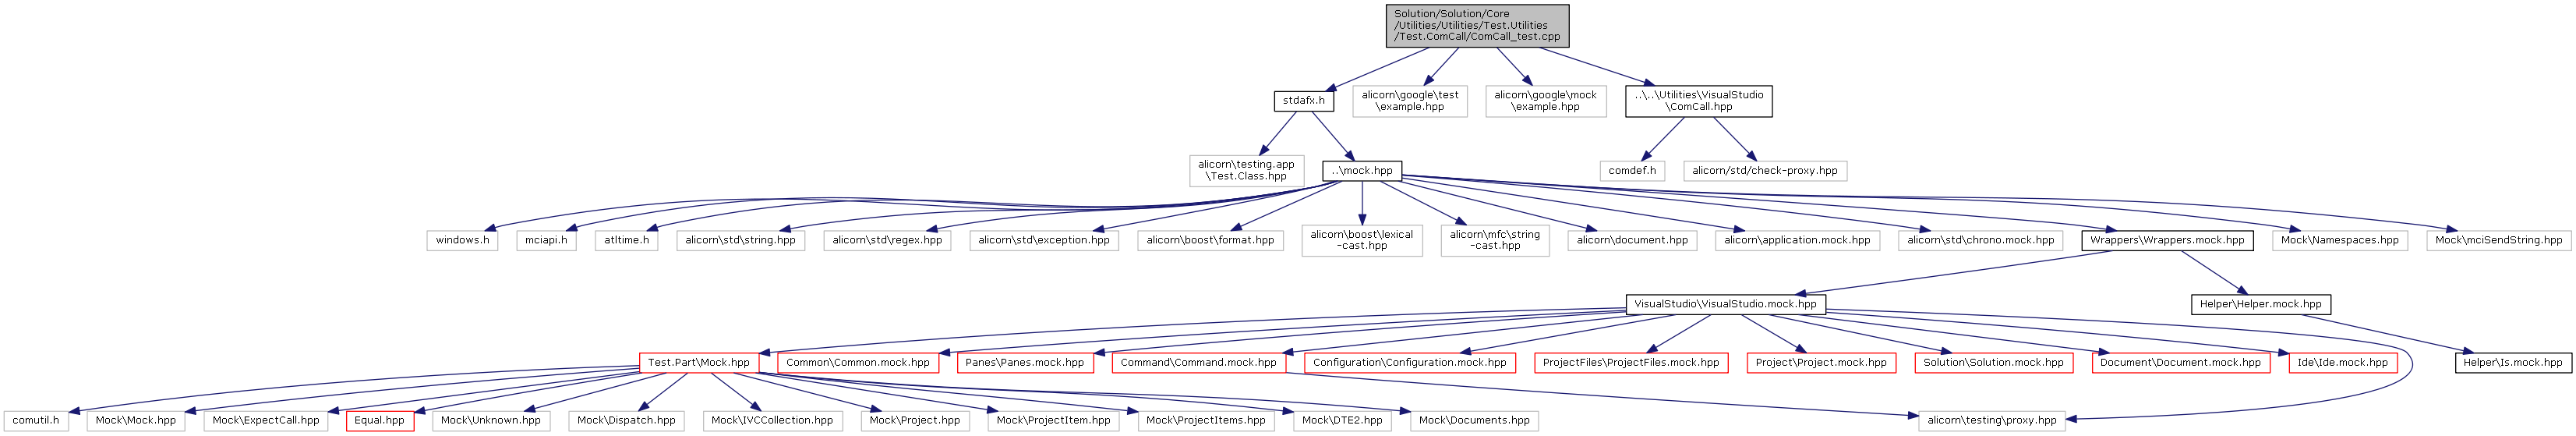 Solution/Solution/Core
/Utilities/Utilities/Test.Utilities
/Test.ComCall/ComCall_test.cpp
stdafx.h
alicorn\google\test
\example.hpp
alicorn\google\mock
\example.hpp
..\..\Utilities\VisualStudio
\ComCall.hpp
alicorn\testing.app
\Test.Class.hpp
..\mock.hpp
comdef.h
alicorn/std/check-proxy.hpp
windows.h
mciapi.h
atltime.h
alicorn\std\string.hpp
alicorn\std\regex.hpp
alicorn\std\exception.hpp
alicorn\boost\format.hpp
alicorn\boost\lexical
-cast.hpp
alicorn\mfc\string
-cast.hpp
alicorn\document.hpp
alicorn\application.mock.hpp
alicorn\std\chrono.mock.hpp
Wrappers\Wrappers.mock.hpp
Mock\Namespaces.hpp
Mock\mciSendString.hpp
VisualStudio\VisualStudio.mock.hpp
Helper\Helper.mock.hpp
Test.Part\Mock.hpp
Common\Common.mock.hpp
Panes\Panes.mock.hpp
Command\Command.mock.hpp
Configuration\Configuration.mock.hpp
ProjectFiles\ProjectFiles.mock.hpp
Project\Project.mock.hpp
Solution\Solution.mock.hpp
Document\Document.mock.hpp
Ide\Ide.mock.hpp
Helper\Is.mock.hpp
comutil.h
Mock\Mock.hpp
Mock\ExpectCall.hpp
Equal.hpp
Mock\Unknown.hpp
Mock\Dispatch.hpp
Mock\IVCCollection.hpp
Mock\Project.hpp
Mock\ProjectItem.hpp
Mock\ProjectItems.hpp
Mock\DTE2.hpp
Mock\Documents.hpp
alicorn\testing\proxy.hpp